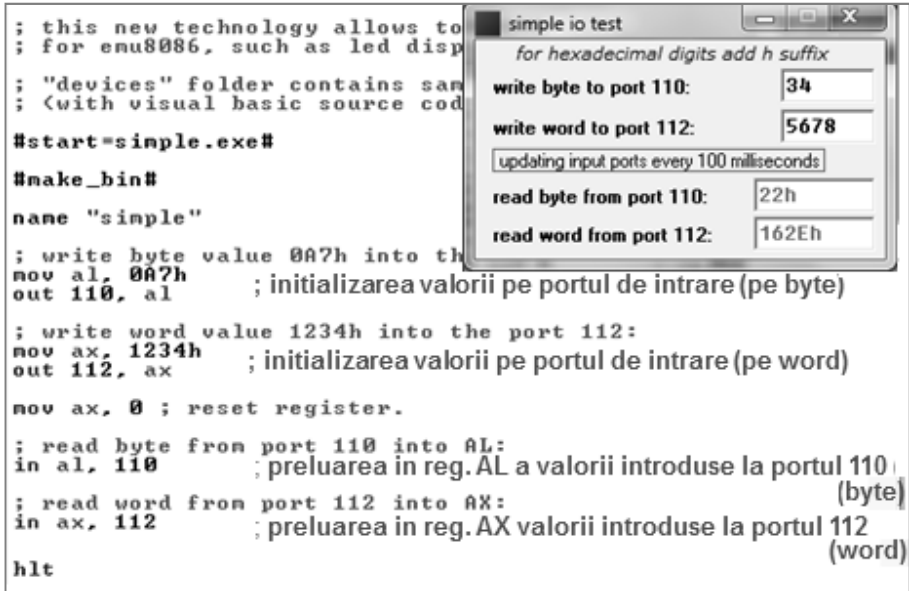 ; this new technology allows to
; for emu8086, such as led disp
; "devices" folder contains sam
; (with visual basic source cod
#start=simple.exe#
#make_bin#
name "simple"
; write byte value 0A7h into th
mov al, 0A7h
out 110, al ; initializarea valorii pe portul de intrare (pe byte)
; write word value 1234h into the port 112:
mov ax, 1234h
out 112, ax ; initializarea valorii pe portul de intrare (pe word)
mov ax, 0 ; reset register.
; read byte from port 110 into AL:
in al, 110 ; preluarea in reg. AL a valorii introduse la portul 110
(byte)
; read word from port 112 into AX:
in ax, 112 ; preluarea in reg. AX valorii introduse la portul 112
(word)
hlt
simple io test
for hexadecimal digits add h suffix
write byte to port 110: 34
write word to port 112: 5678
updating input ports every 100 milliseconds
read byte from port 110: 22h
read word from port 112: 162Eh